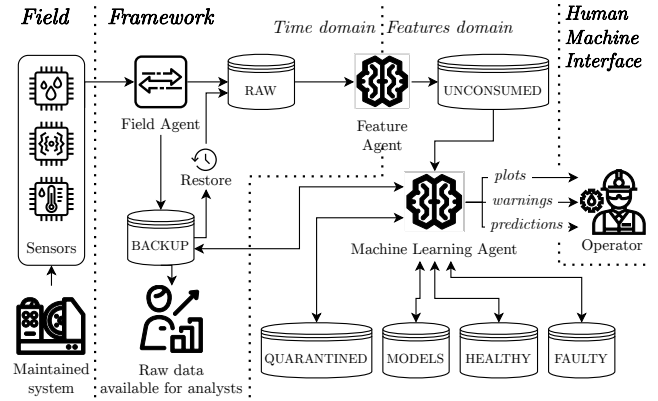 Field
Framework
Time domain
Features domain
Human
Machine
Interface
Field Agent
RAW
Feature
Agent
UNCONSUMED
Restore
Sensors
BACKUP
Machine Learning Agent
plots
warnings
predictions
Operator
Maintained
system
Raw data
available for analysts
QUARANTINED
MODELS
HEALTHY
FAULTY